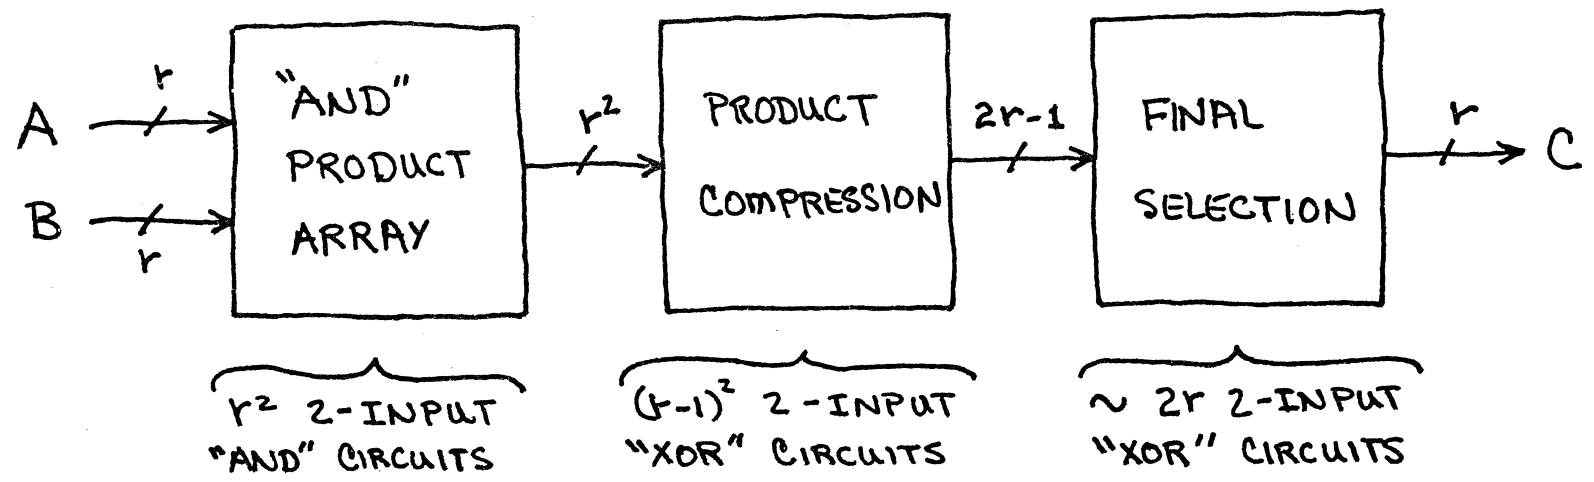 A
r
B
r
"AND"
PRODUCT
ARRAY
r²
PRODUCT
COMPRESSION
2r-1
FINAL
SELECTION
r
C
r² 2-INPUT
"AND" CIRCUITS
(r-1)² 2-INPUT
"XOR" CIRCUITS
~ 2r 2-INPUT
"XOR" CIRCUITS